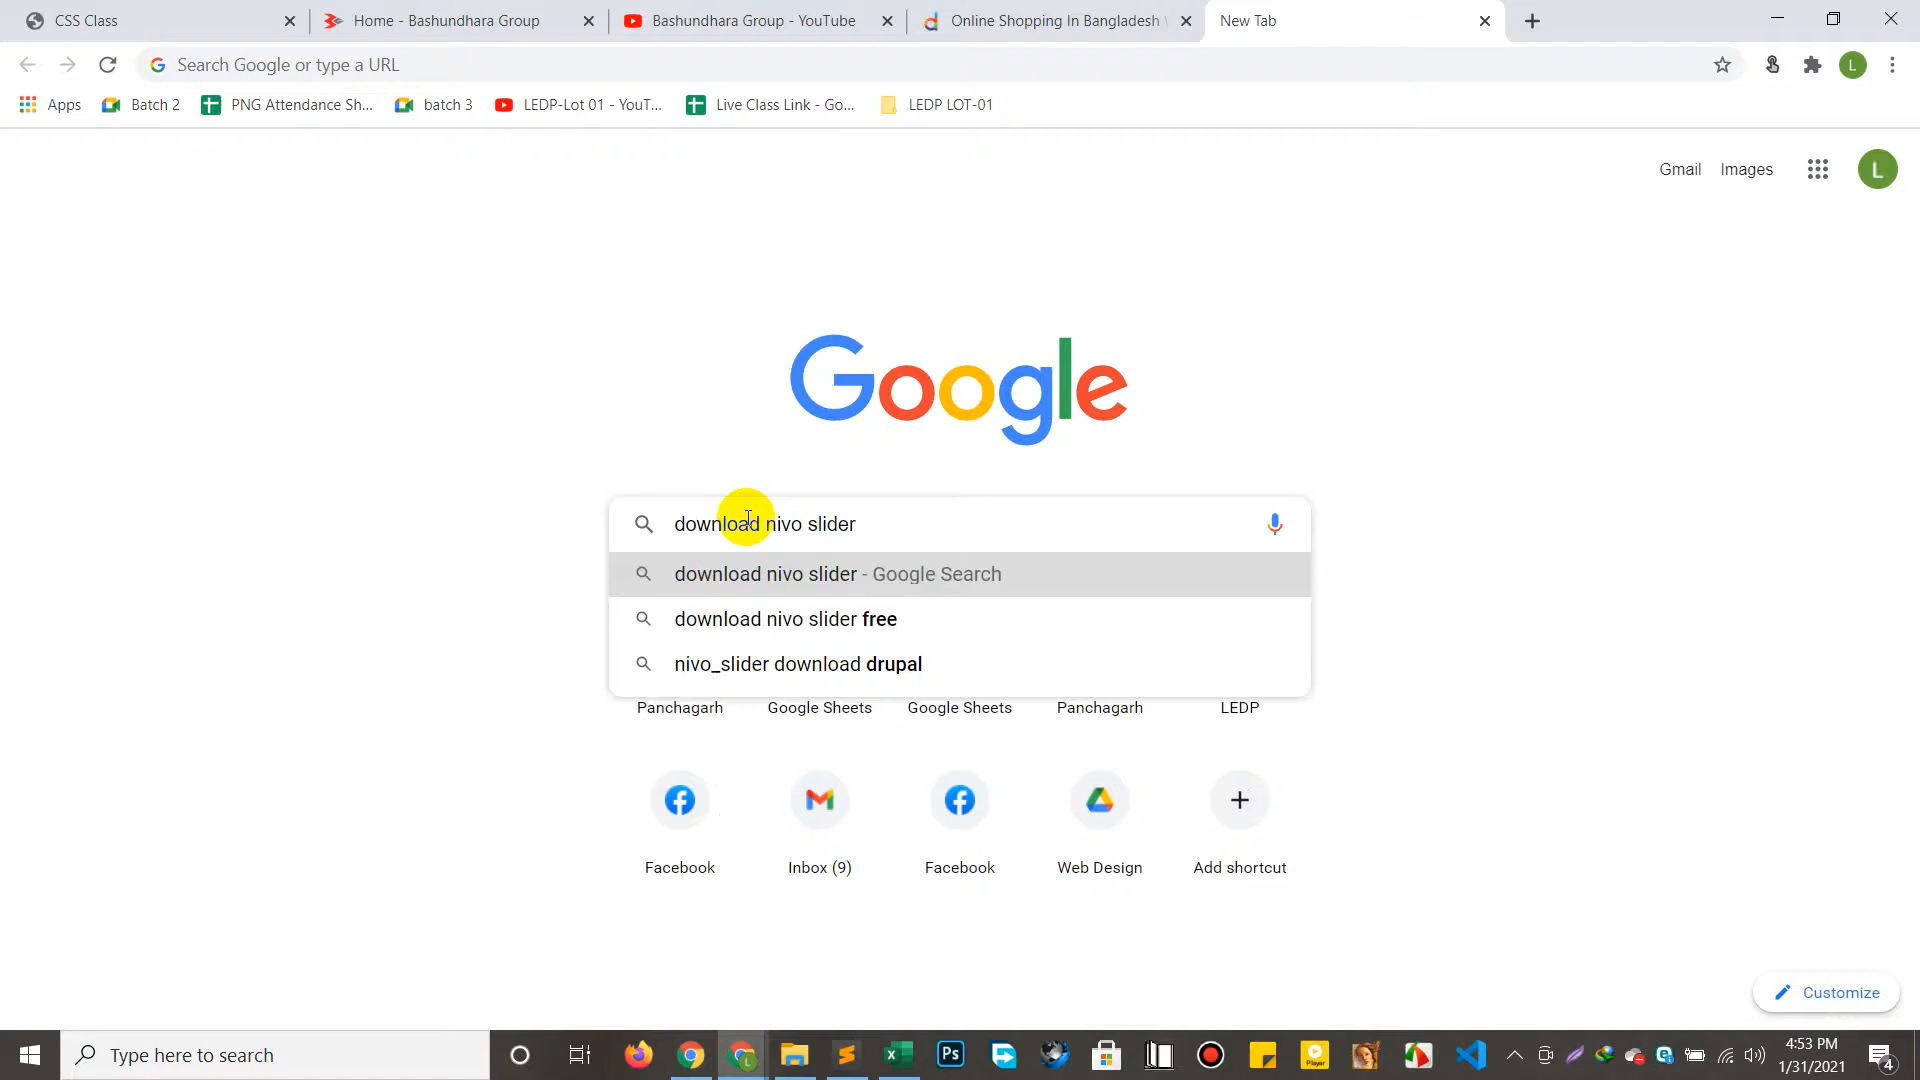 CSS Class
Home - Bashundhara Group
Bashundhara Group - YouTube
Online Shopping In Bangladesh
New Tab
Search Google or type a URL
L
Apps
Batch 2
PNG Attendance Sh...
batch 3
LEDP-Lot 01 - YouT...
Live Class Link - Go...
LEDP LOT-01
Gmail
Images
L
Google
download nivo slider
download nivo slider - Google Search
download nivo slider free
nivo_slider download drupal
Panchagarh
Google Sheets
Google Sheets
Panchagarh
LEDP
Facebook
Inbox (9)
Facebook
Web Design
Add shortcut
Customize
Type here to search
Ps
Player
4:53 PM
1/31/2021
4